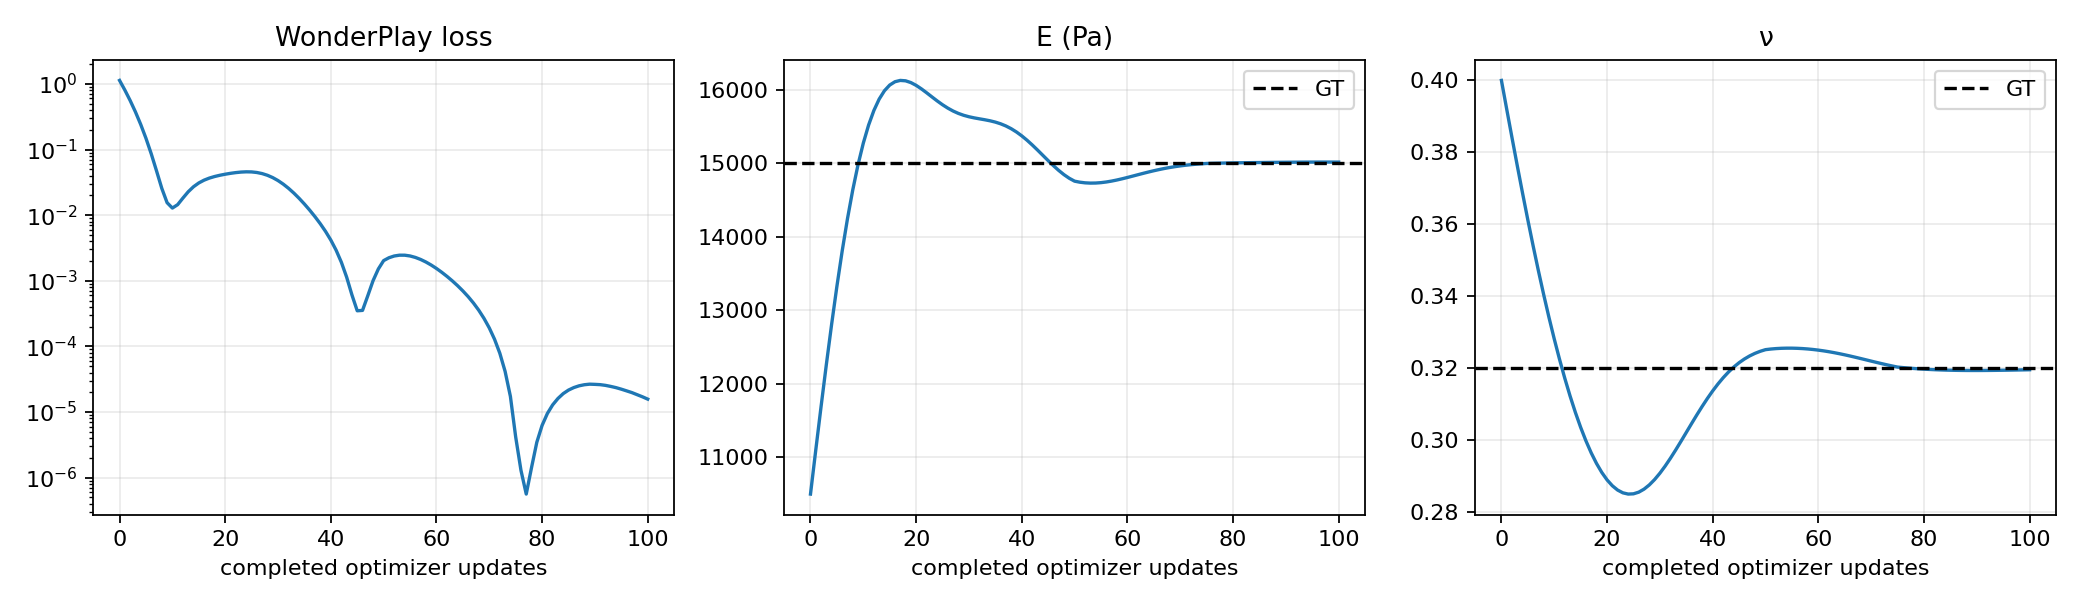 WonderPlay loss
10⁰
10⁻¹
10⁻²
10⁻³
10⁻⁴
10⁻⁵
10⁻⁶
0 20 40 60 80 100
completed optimizer updates
E (Pa)
GT
16000
15000
14000
13000
12000
11000
0 20 40 60 80 100
completed optimizer updates
ν
GT
0.40
0.38
0.36
0.34
0.32
0.30
0.28
0 20 40 60 80 100
completed optimizer updates